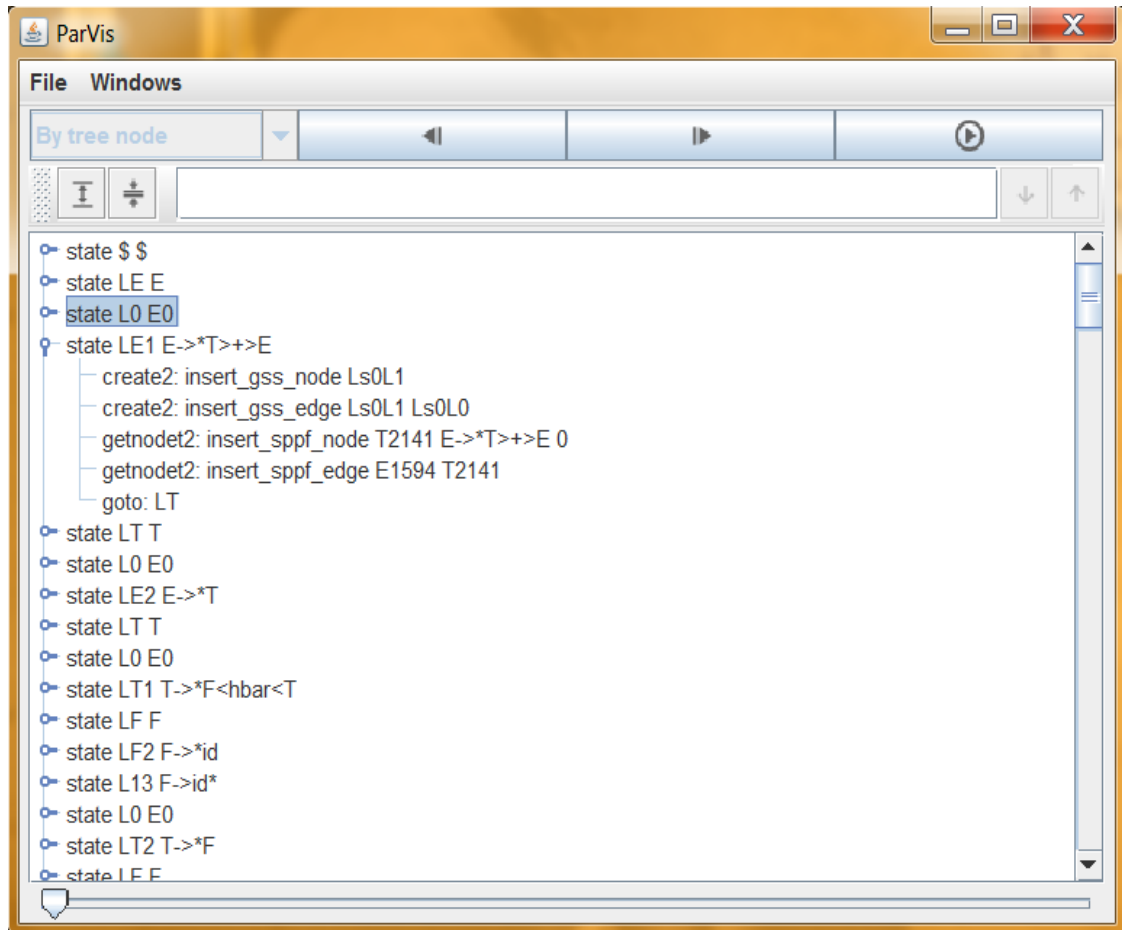 ParVis
File Windows
By tree node
state $ $
state LE E
state L0 E0
state LE1 E->*T>+>E
create2: insert_gss_node Ls0L1
create2: insert_gss_edge Ls0L1 Ls0L0
getnodet2: insert_sppf_node T2141 E->*T>+>E 0
getnodet2: insert_sppf_edge E1594 T2141
goto: LT
state LT T
state L0 E0
state LE2 E->*T
state LT T
state L0 E0
state LT1 T->*F<hbar<T
state LF F
state LF2 F->*id
state L13 F->id*
state L0 E0
state LT2 T->*F
state LF F